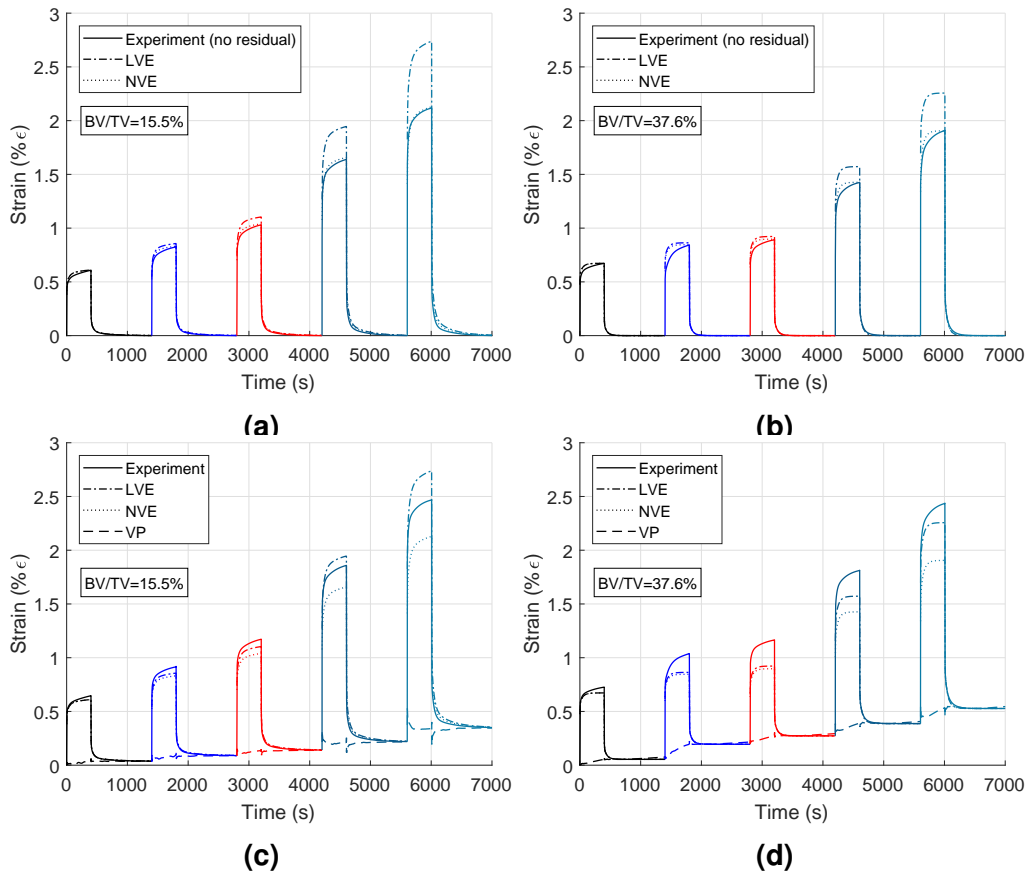 3
2.5
2
1.5
1
0.5
0
Strain (% ϵ)
Experiment (no residual)
LVE
NVE
BV/TV=15.5%
0 1000 2000 3000 4000 5000 6000 7000
Time (s)
(a)
3
2.5
2
1.5
1
0.5
0
Strain (% ϵ)
Experiment (no residual)
LVE
NVE
BV/TV=37.6%
0 1000 2000 3000 4000 5000 6000 7000
Time (s)
(b)
3
2.5
2
1.5
1
0.5
0
Strain (% ϵ)
Experiment
LVE
NVE
VP
BV/TV=15.5%
0 1000 2000 3000 4000 5000 6000 7000
Time (s)
(c)
3
2.5
2
1.5
1
0.5
0
Strain (% ϵ)
Experiment
LVE
NVE
VP
BV/TV=37.6%
0 1000 2000 3000 4000 5000 6000 7000
Time (s)
(d)